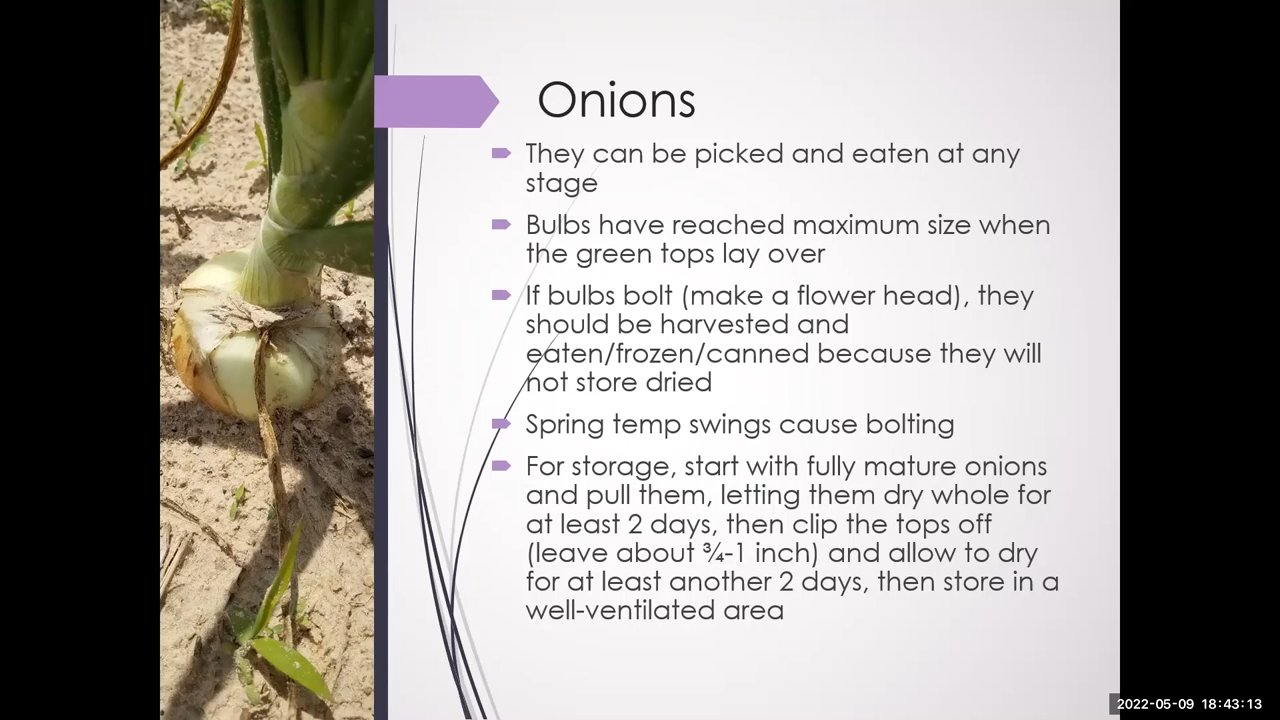 Onions
They can be picked and eaten at any
stage
Bulbs have reached maximum size when
the green tops lay over
If bulbs bolt (make a flower head), they
should be harvested and
eaten/frozen/canned because they will
not store dried
Spring temp swings cause bolting
For storage, start with fully mature onions
and pull them, letting them dry whole for
at least 2 days, then clip the tops off
(leave about ¾-1 inch) and allow to dry
for at least another 2 days, then store in a
well-ventilated area
2022-05-09 18:43:13